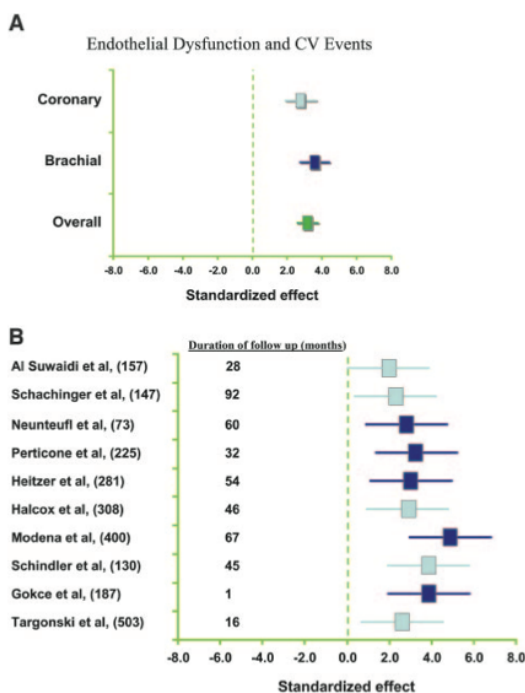 A
Endothelial Dysfunction and CV Events
Coronary
Brachial
Overall
-8.0 -6.0 -4.0 -2.0 0.0 2.0 4.0 6.0 8.0
Standardized effect
B
Duration of follow up (months)
Al Suwaidi et al, (157) 28
Schachinger et al, (147) 92
Neunteufl et al, (73) 60
Perticone et al, (225) 32
Heitzer et al, (281) 54
Halcox et al, (308) 46
Modena et al, (400) 67
Schindler et al, (130) 45
Gokce et al, (187) 1
Targonski et al, (503) 16
-8.0 -6.0 -4.0 -2.0 0.0 2.0 4.0 6.0 8.0
Standardized effect